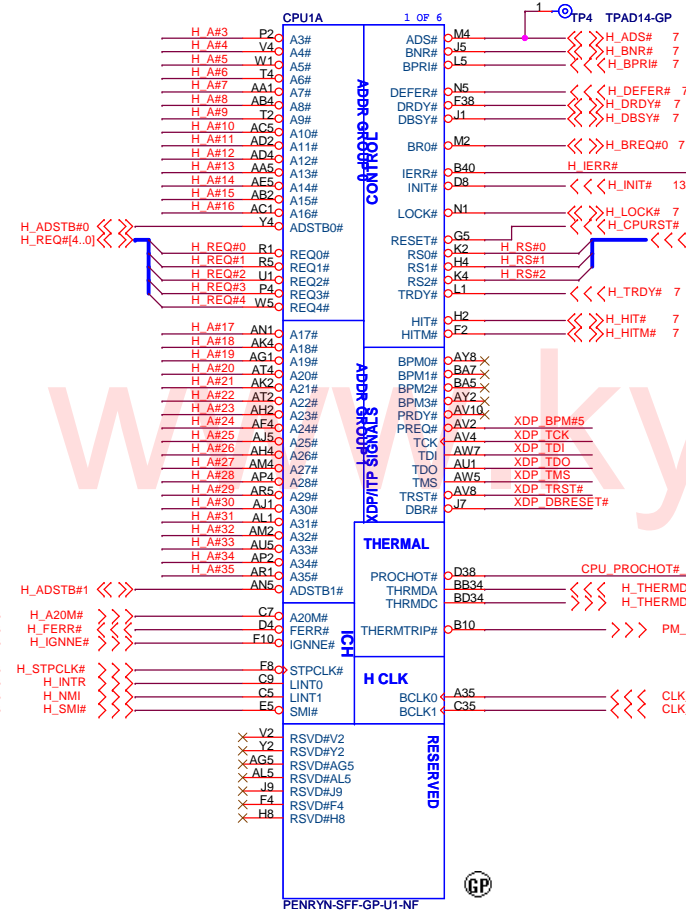 CPU1A 1 OF 6 1 TP4 TPAD14-GP
H_A#3 P2 A3# ADS# M4 H_ADS# 7
H_A#4 V4 A4# BNR# J5 H_BNR# 7
H_A#5 W1 A5# BPRI# L5 H_BPRI# 7
H_A#6 T4 A6#
H_A#7 AA1 A7# DEFER# N5 H_DEFER# 7
H_A#8 AB4 A8# DRDY# F38 H_DRDY# 7
H_A#9 T2 A9# DBSY# J1 H_DBSY# 7
H_A#10 AC5 A10#
H_A#11 AD2 A11# BR0# M2 H_BREQ#0 7
H_A#12 AD4 A12#
H_A#13 AA5 A13# IERR# B40 H_IERR#
H_A#14 AE5 A14# INIT# D8 H_INIT# 13
H_A#15 AB2 A15#
H_A#16 AC1 A16# LOCK# N1 H_LOCK# 7
H_ADSTB#0 Y4 ADSTB0# H_CPURST#
H_REQ#[4..0] RESET# G5
H_REQ#0 R1 REQ0# RS0# K2 H_RS#0
H_REQ#1 R5 REQ1# RS1# H4 H_RS#1
H_REQ#2 U1 REQ2# RS2# K4 H_RS#2
H_REQ#3 P4 REQ3# TRDY# L1 H_TRDY# 7
H_REQ#4 W5 REQ4#
ADDR GROUP 0
CONTROL
HIT# H2 H_HIT# 7
H_A#17 AN1 A17# HITM# F2 H_HITM# 7
H_A#18 AK4 A18#
H_A#19 AG1 A19# BPM0# AY8
H_A#20 AT4 A20# BPM1# BA7
H_A#21 AK2 A21# BPM2# BA5
H_A#22 AT2 A22# BPM3# AY2
H_A#23 AH2 A23# PRDY# AV10
H_A#24 AF4 A24# PREQ# AV2 XDP_BPM#5
H_A#25 AJ5 A25# TCK AV4 XDP_TCK
H_A#26 AH4 A26# TDI AW7 XDP_TDI
H_A#27 AM4 A27# TDO AU1 XDP_TDO
H_A#28 AP4 A28# TMS AW5 XDP_TMS
H_A#29 AR5 A29# TRST# AV8 XDP_TRST#
H_A#30 AJ1 A30# DBR# J7 XDP_DBRESET#
H_A#31 AL1 A31#
H_A#32 AM2 A32#
H_A#33 AU5 A33#
H_A#34 AP2 A34#
H_A#35 AR1 A35#
ADDR GROUP 1
XDP/ITP SIGNALS
THERMAL
PROCHOT# D38 CPU_PROCHOT#_
H_ADSTB#1 AN5 ADSTB1# THRMDA BB34 H_THERMD
THRMDC BD34 H_THERMD
H_A20M# C7 A20M#
H_FERR# D4 FERR# THERMTRIP# B10 PM_
H_IGNNE# F10 IGNNE#
ICH
H_STPCLK# F8 STPCLK# H CLK
H_INTR C9 LINT0
H_NMI C5 LINT1 BCLK0 A35 CLK
H_SMI# E5 SMI# BCLK1 C35 CLK
V2 RSVD#V2
Y2 RSVD#Y2
AG5 RSVD#AG5
AL5 RSVD#AL5
J9 RSVD#J9
F4 RSVD#F4
H8 RSVD#H8
RESERVED
GP
PENRYN-SFF-GP-U1-NF
www.ky